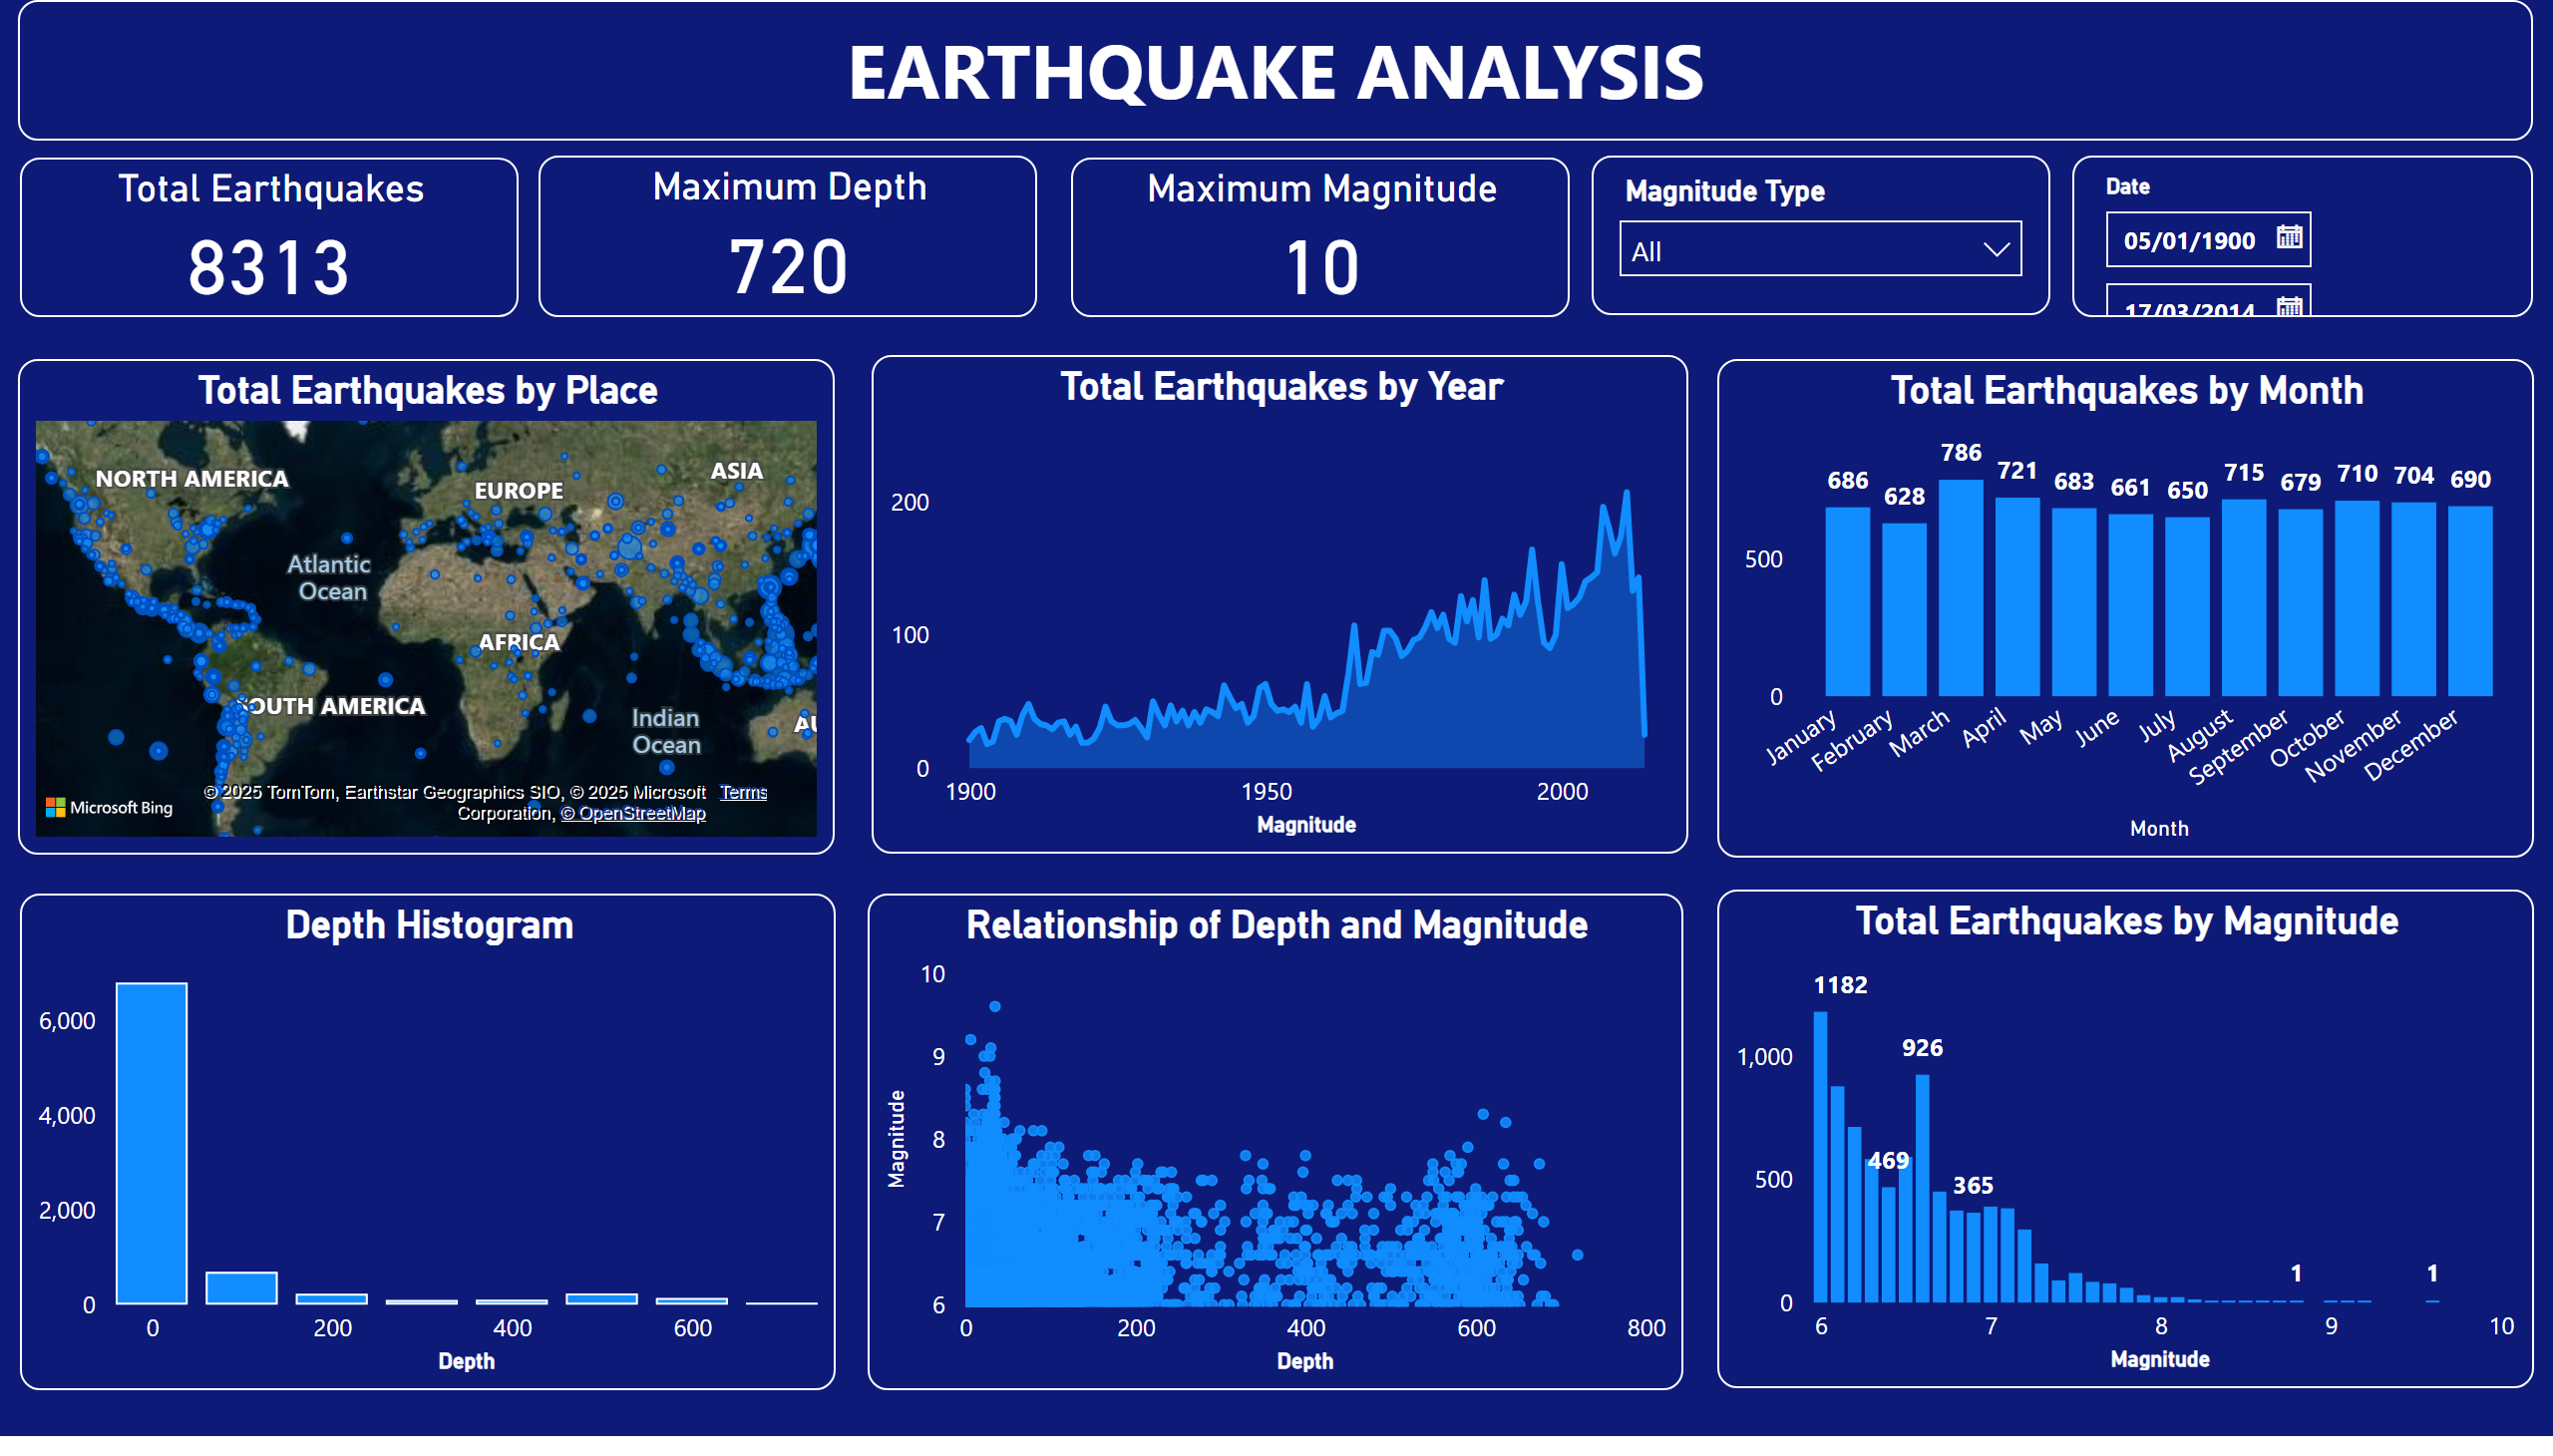 EARTHQUAKE ANALYSIS
Total Earthquakes
8313
Maximum Depth
720
Maximum Magnitude
10
Magnitude Type
All
Date
05/01/1900
17/03/2014
Total Earthquakes by Place
NORTH AMERICA
EUROPE
ASIA
Atlantic
Ocean
AFRICA
SOUTH AMERICA
Indian
Ocean
AU
Microsoft Bing
© 2025 TomTom, Earthstar Geographics SIO, © 2025 Microsoft Terms
Corporation, © OpenStreetMap
Total Earthquakes by Year
200
100
0
1900 1950 2000
Magnitude
Total Earthquakes by Month
686 628 786 721 683 661 650 715 679 710 704 690
500
0
January February March April May June July August September October November December
Month
Depth Histogram
6,000
4,000
2,000
0
0 200 400 600
Depth
Relationship of Depth and Magnitude
10
9
8
7
6
Magnitude
0 200 400 600 800
Depth
Total Earthquakes by Magnitude
1182
926
469
365
1 1
1,000
500
0
6 7 8 9 10
Magnitude